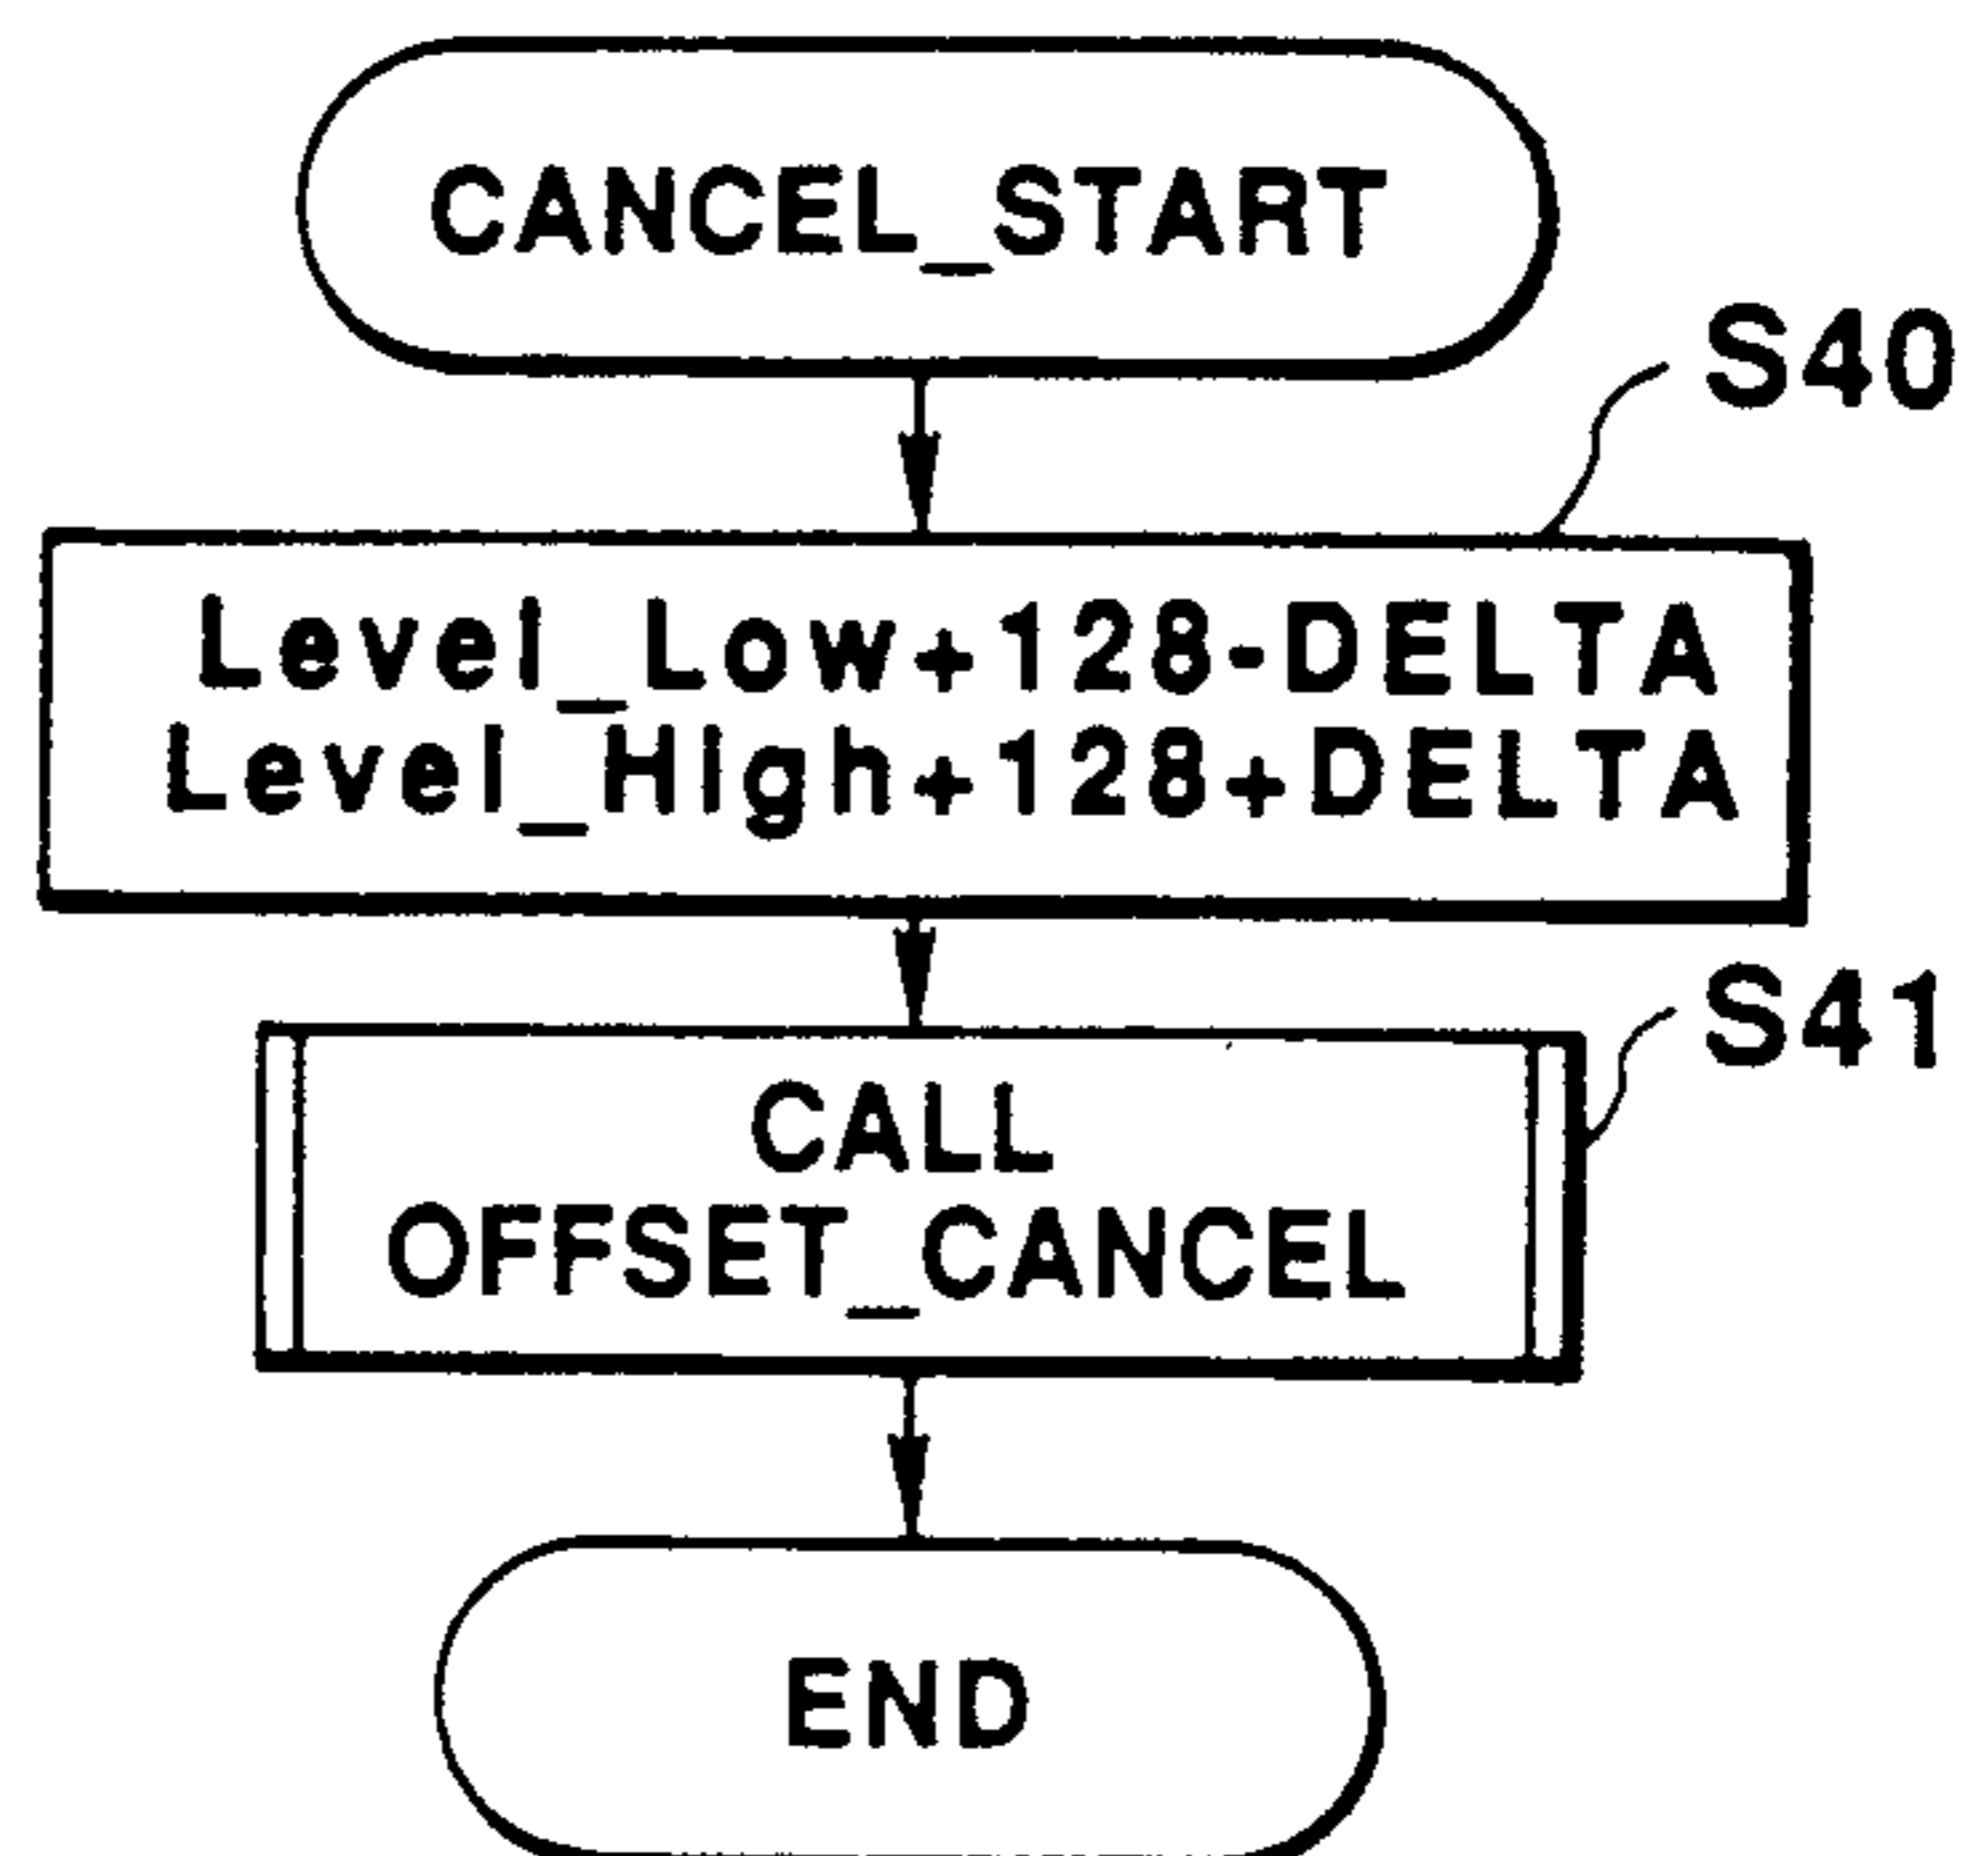 CANCEL_START
S40
Level_Low+128-DELTA
Level_High+128+DELTA
S41
CALL
OFFSET_CANCEL
END